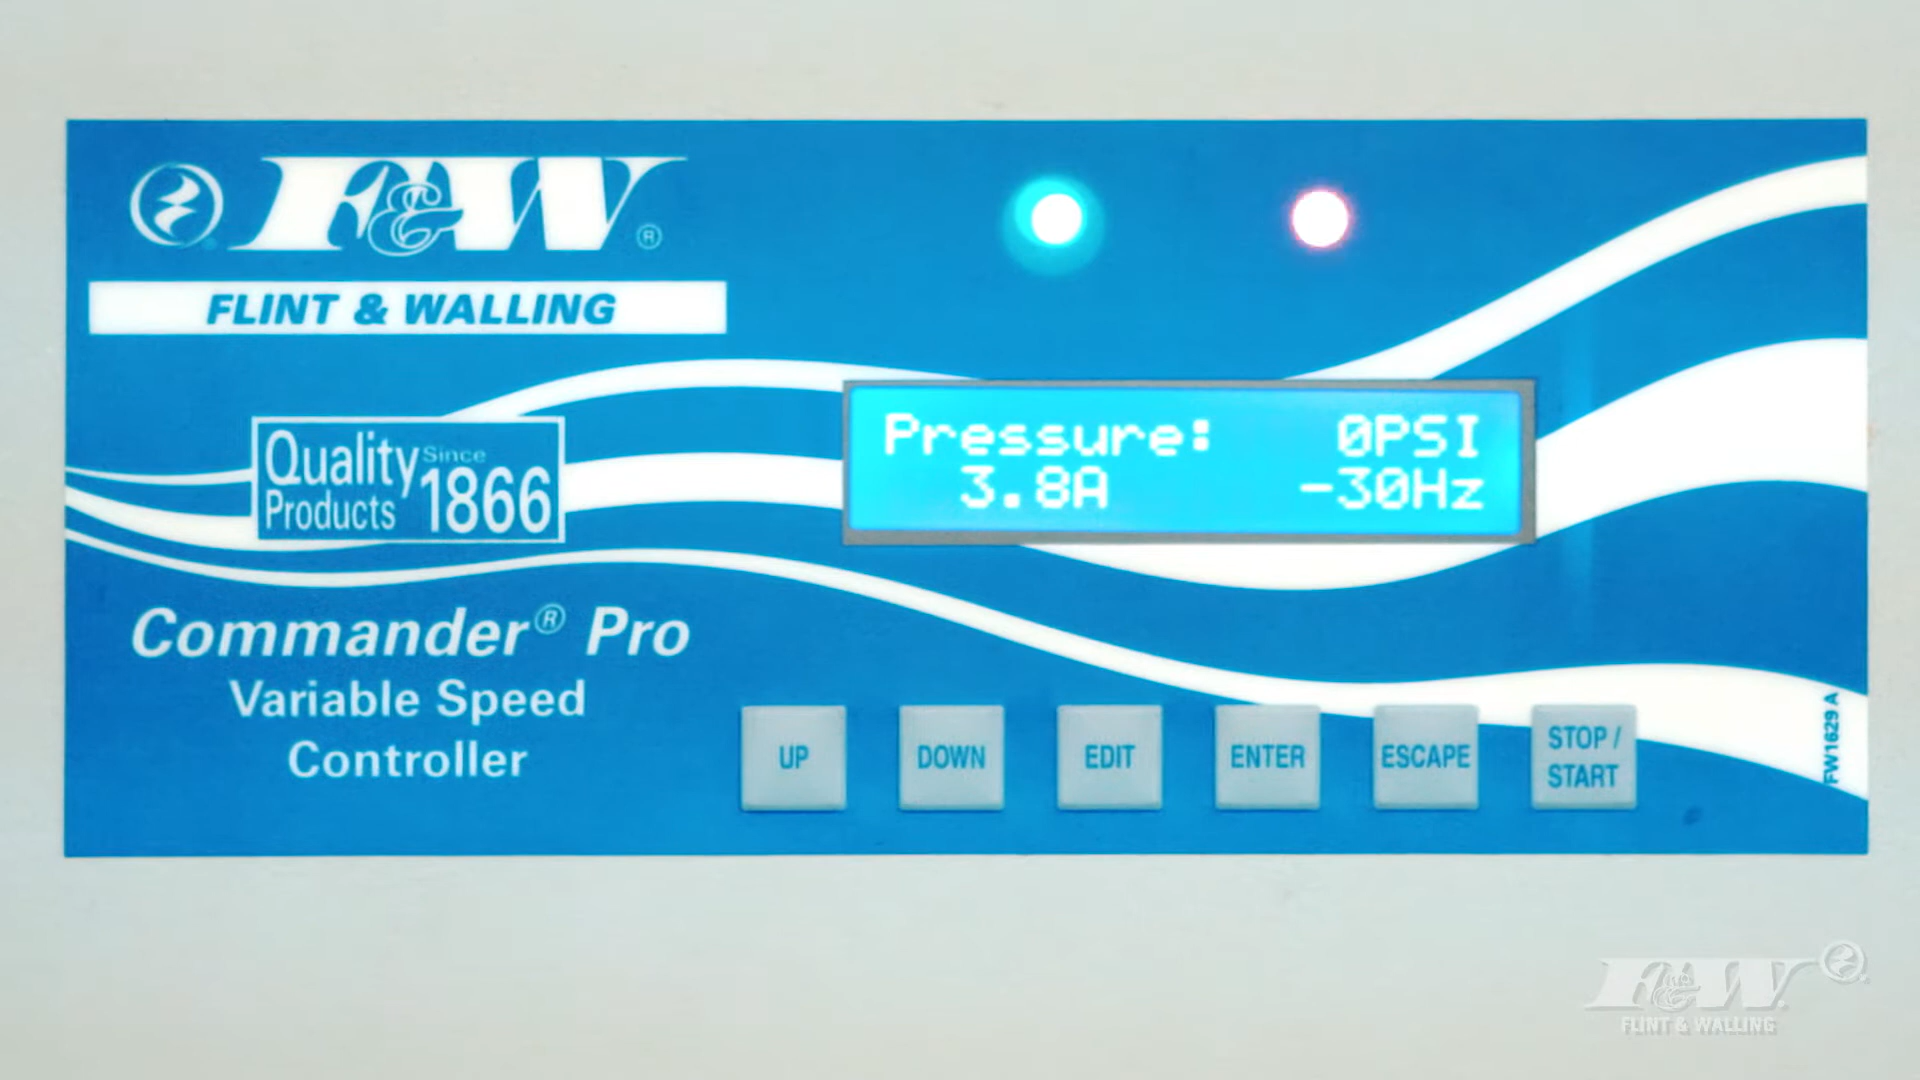 F&W®
FLINT & WALLING
Quality Since
Products 1866
Commander® Pro
Variable Speed
Controller
Pressure: 0PSI
3.8A -30Hz
UP
DOWN
EDIT
ENTER
ESCAPE
STOP /
START
FW1629 A
F&W
FLINT & WALLING